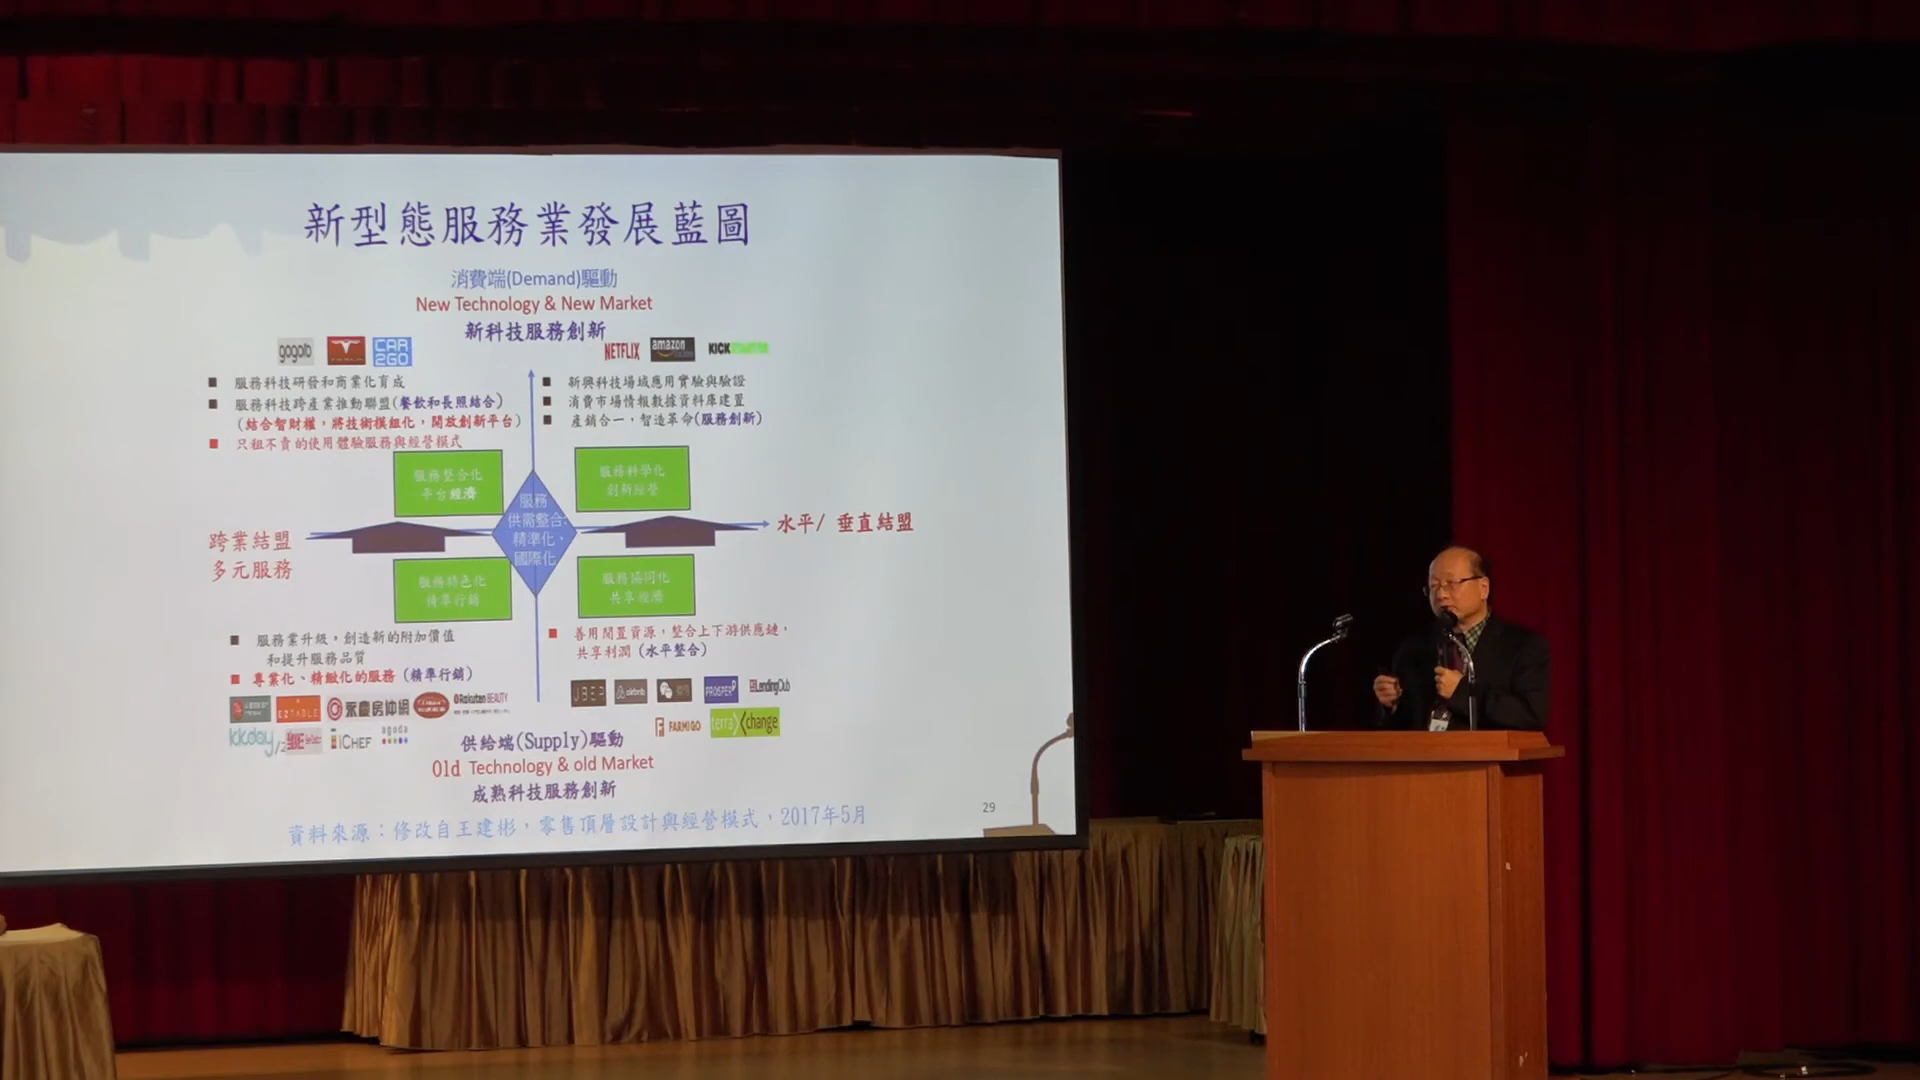 新型態服務業發展藍圖
消費端(Demand)驅動
New Technology & New Market
新科技服務創新
gogoro
CAR2GO
NETFLIX
amazon
KICKSTARTER
服務科技研發和商業化育成
服務科技跨產業推動聯盟(餐飲和長照結合)
(結合智財權，將技術模組化，開放創新平台)
只租不賣的使用體驗服務與經營模式
新興科技場域應用實驗與驗證
消費市場情報數據資料庫建置
產銷合一，智造革命(服務創新)
服務整合化
平台經濟
服務科學化
創新經營
服務
供需整合:
精準化、
國際化
跨業結盟
多元服務
水平/ 垂直結盟
服務特色化
精準行銷
服務協同化
共享經濟
服務業升級，創造新的附加價值
和提升服務品質
專業化、精緻化的服務 (精準行銷)
善用閒置資源，整合上下游供應鏈，
共享利潤 (水平整合)
EZTABLE
永慶房仲網
Rakuten BEAUTY
kkday
iCHEF
agoda
UBER
airbnb
PROSPER
LendingClub
FARMIGO
terra change
供給端(Supply)驅動
Old Technology & old Market
成熟科技服務創新
資料來源：修改自王建彬，零售頂層設計與經營模式，2017年5月
29